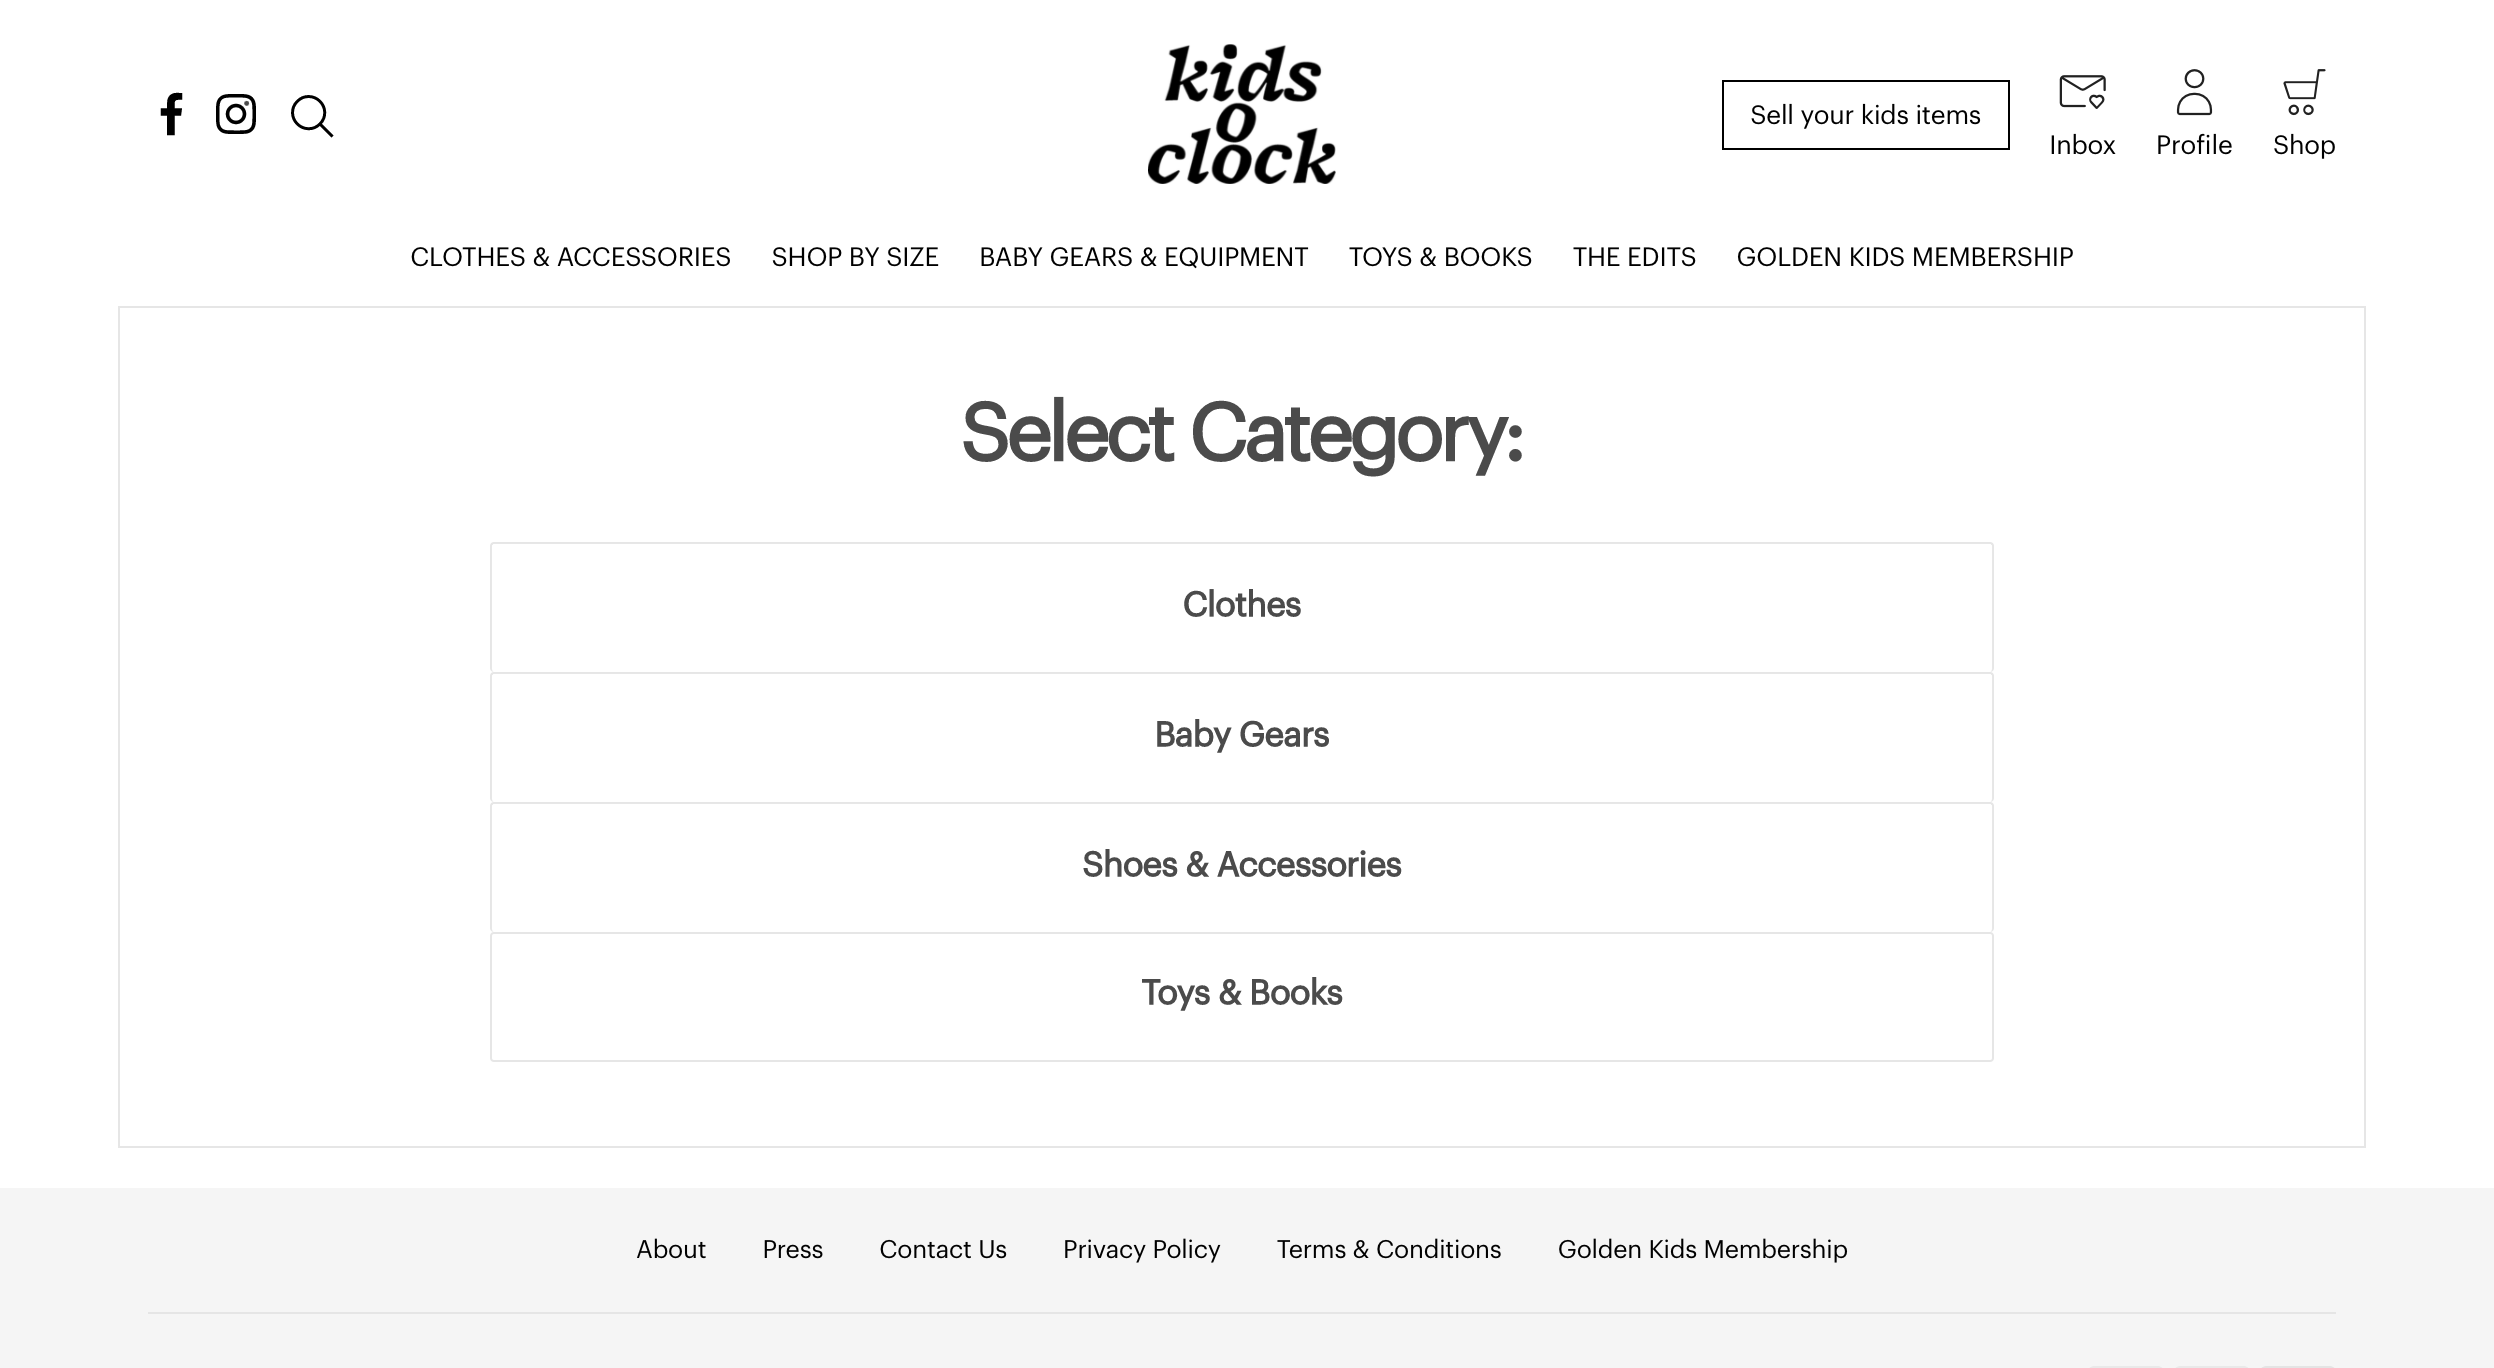 kids
o
clock
Sell your kids items
Inbox
Profile
Shop
CLOTHES & ACCESSORIES
SHOP BY SIZE
BABY GEARS & EQUIPMENT
TOYS & BOOKS
THE EDITS
GOLDEN KIDS MEMBERSHIP
Select Category:
Clothes
Baby Gears
Shoes & Accessories
Toys & Books
About
Press
Contact Us
Privacy Policy
Terms & Conditions
Golden Kids Membership